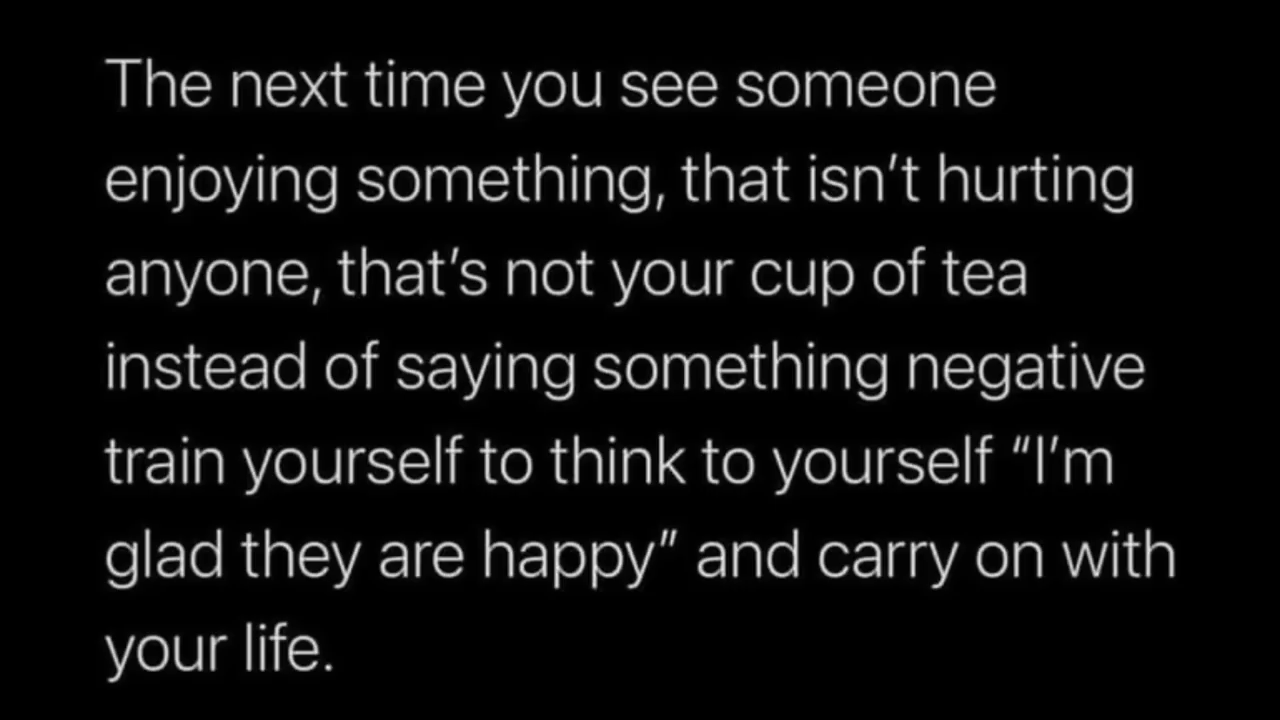 The next time you see someone
enjoying something, that isn’t hurting
anyone, that’s not your cup of tea
instead of saying something negative
train yourself to think to yourself “I’m
glad they are happy” and carry on with
your life.